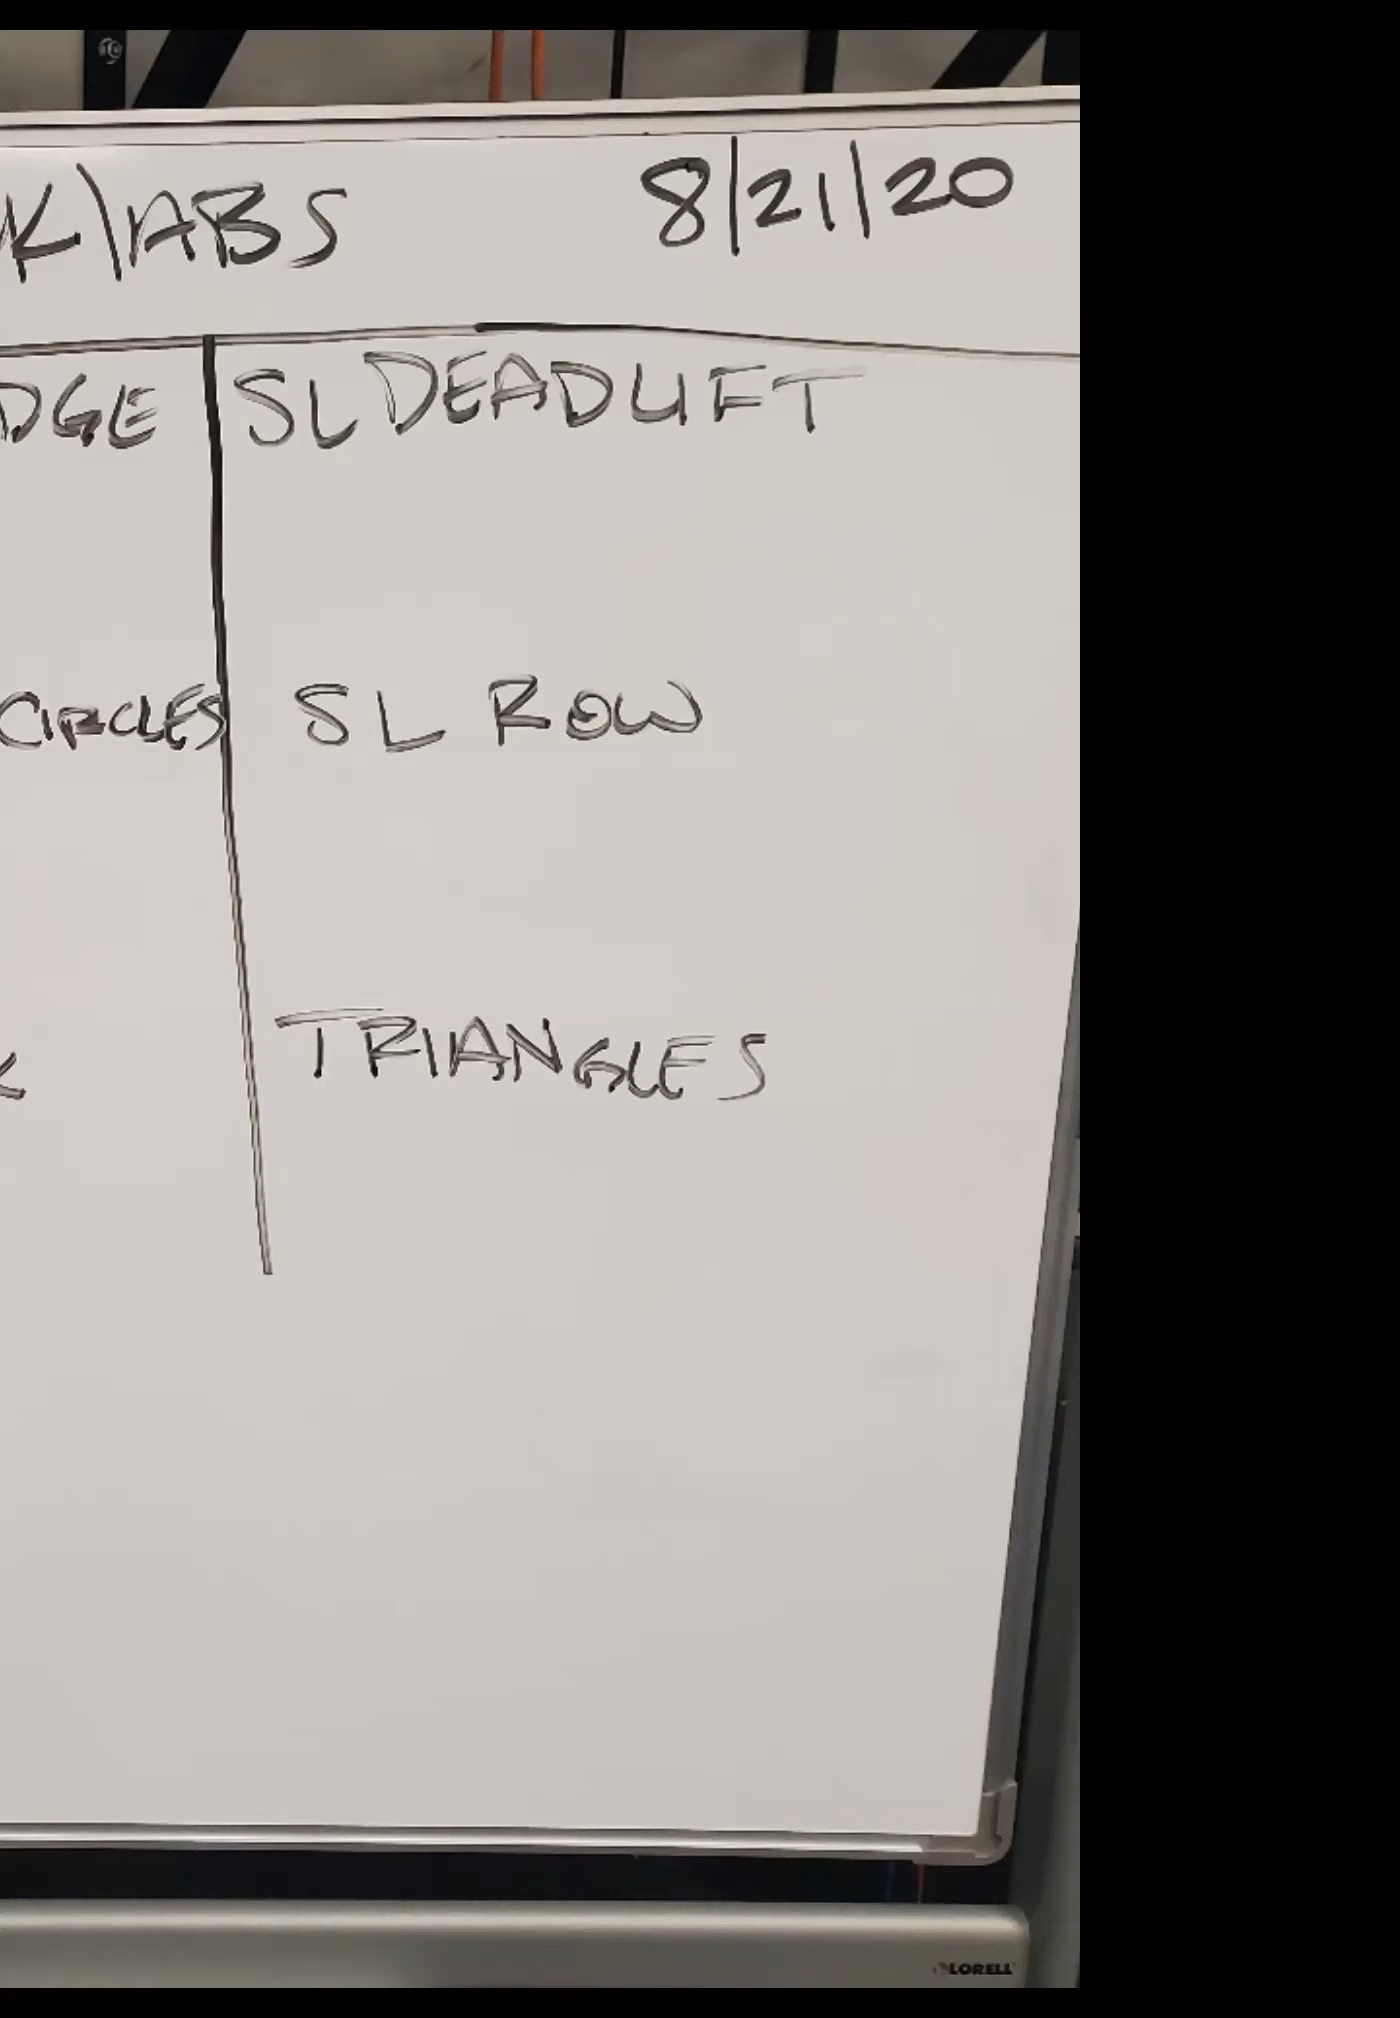 K\ABS 8/21/20
DGE SL DEADLIFT
CIRCLES SL ROW
TRIANGLES
LORELL